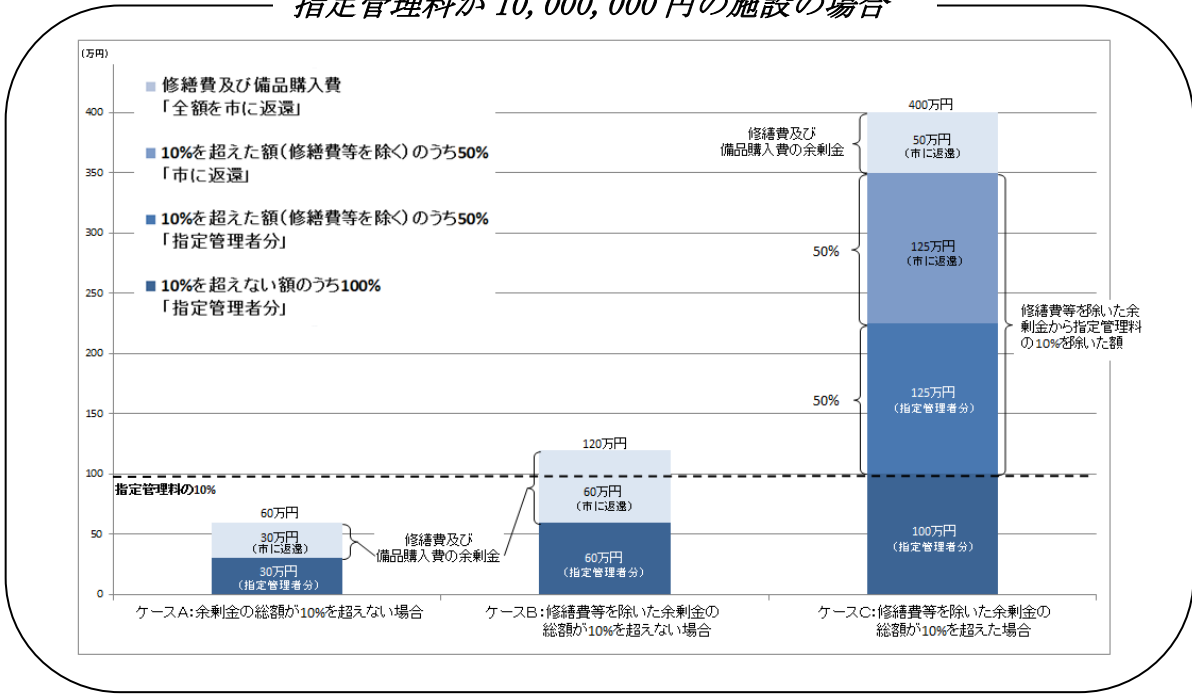 指定管理料が 10,000,000 円の施設の場合
(万円)
400
350
300
250
200
150
100
50
0
■ 修繕費及び備品購入費
「全額を市に返還」
■ 10%を超えた額(修繕費等を除く)のうち50%
「市に返還」
■ 10%を超えた額(修繕費等を除く)のうち50%
「指定管理者分」
■ 10%を超えない額のうち100%
「指定管理者分」
指定管理料の10%
60万円
30万円
(市に返還)
30万円
(指定管理者分)
修繕費及び
備品購入費の余剰金
120万円
60万円
(市に返還)
60万円
(指定管理者分)
修繕費及び
備品購入費の余剰金
400万円
50万円
(市に返還)
50%
125万円
(市に返還)
50%
125万円
(指定管理者分)
100万円
(指定管理者分)
修繕費等を除いた余
剰金から指定管理料
の10%を除いた額
ケースA:余剰金の総額が10%を超えない場合
ケースB:修繕費等を除いた余剰金の
総額が10%を超えない場合
ケースC:修繕費等を除いた余剰金の
総額が10%を超えた場合